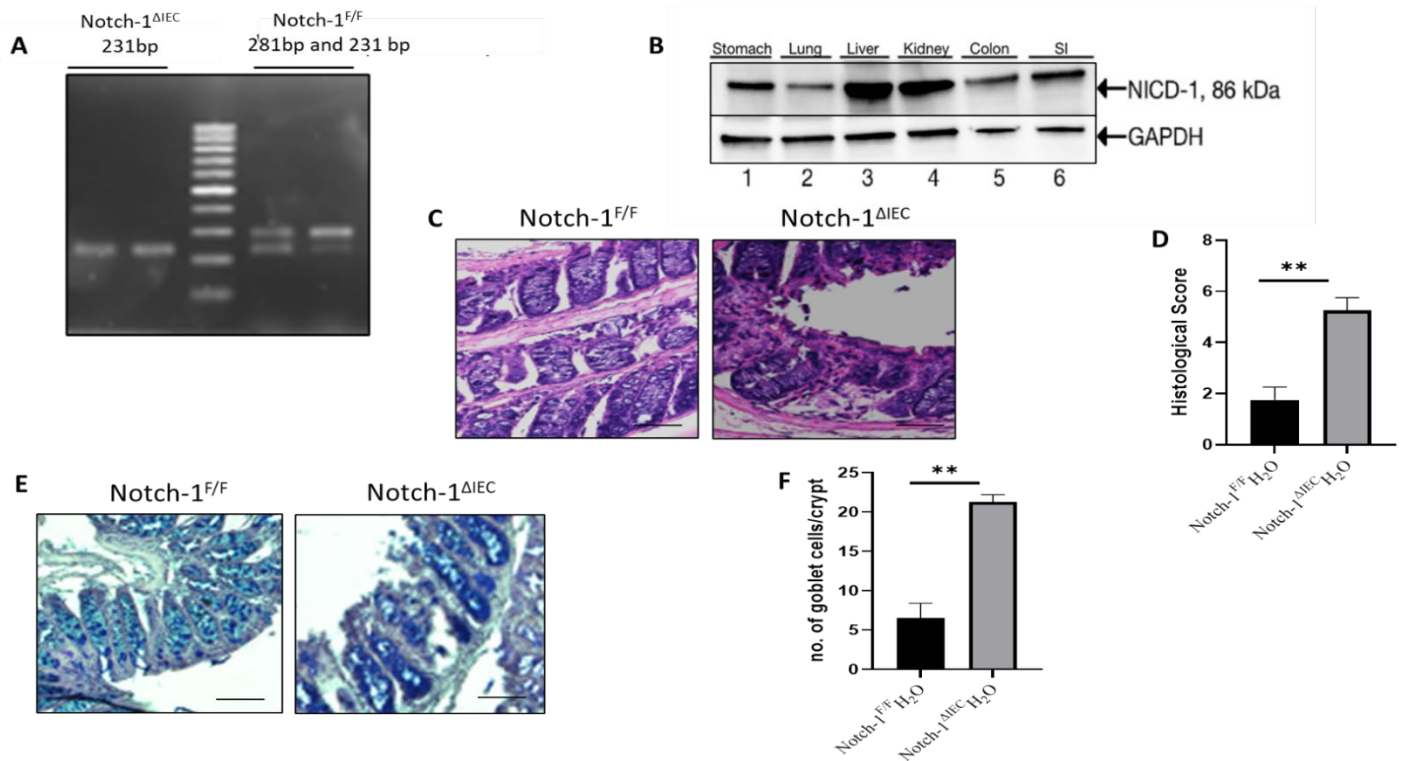 A
Notch-1ΔIEC
231bp
Notch-1F/F
281bp and 231 bp
B
Stomach Lung Liver Kidney Colon SI
NICD-1, 86 kDa
GAPDH
1 2 3 4 5 6
C
Notch-1F/F
Notch-1ΔIEC
D
Histological Score
8
6
4
2
0
**
Notch-1F/F H2O
Notch-1ΔIEC H2O
E
Notch-1F/F
Notch-1ΔIEC
F
no. of goblet cells/crypt
25
20
15
10
5
0
**
Notch-1F/F H2O
Notch-1ΔIEC H2O